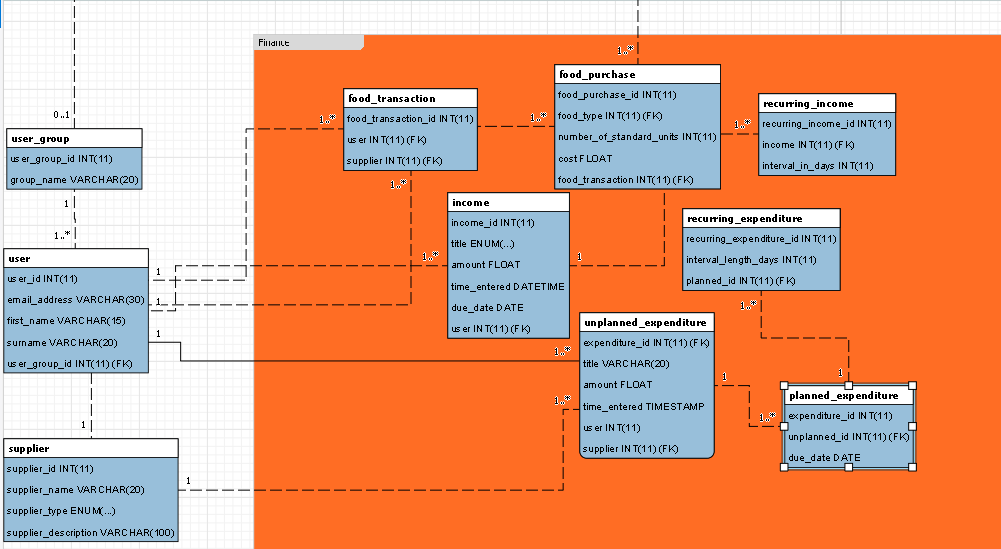 Finance
1..*
0..1
user_group
user_group_id INT(11)
group_name VARCHAR(20)
1
1..*
user
user_id INT(11)
email_address VARCHAR(30)
first_name VARCHAR(15)
surname VARCHAR(20)
user_group_id INT(11) (FK)
1
1
1
1
supplier
supplier_id INT(11)
supplier_name VARCHAR(20)
supplier_type ENUM(...)
supplier_description VARCHAR(100)
1
food_transaction
food_transaction_id INT(11)
user INT(11) (FK)
supplier INT(11) (FK)
1..*
1..*
1..*
food_purchase
food_purchase_id INT(11)
food_type INT(11) (FK)
number_of_standard_units INT(11)
cost FLOAT
food_transaction INT(11) (FK)
1..*
recurring_income
recurring_income_id INT(11)
income INT(11) (FK)
interval_in_days INT(11)
income
income_id INT(11)
title ENUM(...)
amount FLOAT
time_entered DATETIME
due_date DATE
user INT(11) (FK)
1..*
1
recurring_expenditure
recurring_expenditure_id INT(11)
interval_length_days INT(11)
planned_id INT(11) (FK)
1..*
1
unplanned_expenditure
expenditure_id INT(11) (FK)
title VARCHAR(20)
amount FLOAT
time_entered TIMESTAMP
user INT(11)
supplier INT(11) (FK)
1..*
1..*
1
1..*
planned_expenditure
expenditure_id INT(11)
unplanned_id INT(11) (FK)
due_date DATE